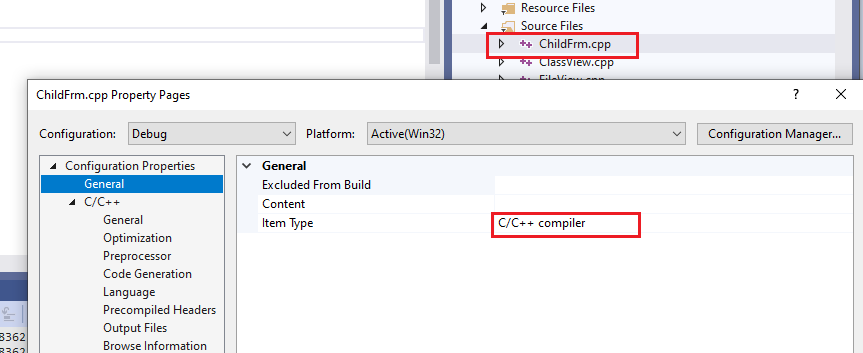 Resource Files
Source Files
ChildFrm.cpp
ClassView.cpp
FileView.cpp
ChildFrm.cpp Property Pages
?
Configuration:
Debug
Platform:
Active(Win32)
Configuration Manager...
Configuration Properties
General
C/C++
General
Optimization
Preprocessor
Code Generation
Language
Precompiled Headers
Output Files
Browse Information
General
Excluded From Build
Content
Item Type
C/C++ compiler
8362
8362